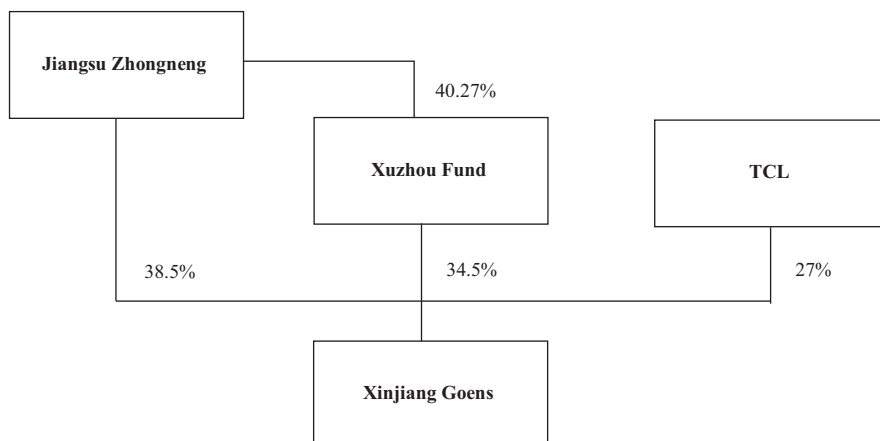 Jiangsu Zhongneng
40.27%
Xuzhou Fund
TCL
38.5%
34.5%
27%
Xinjiang Goens